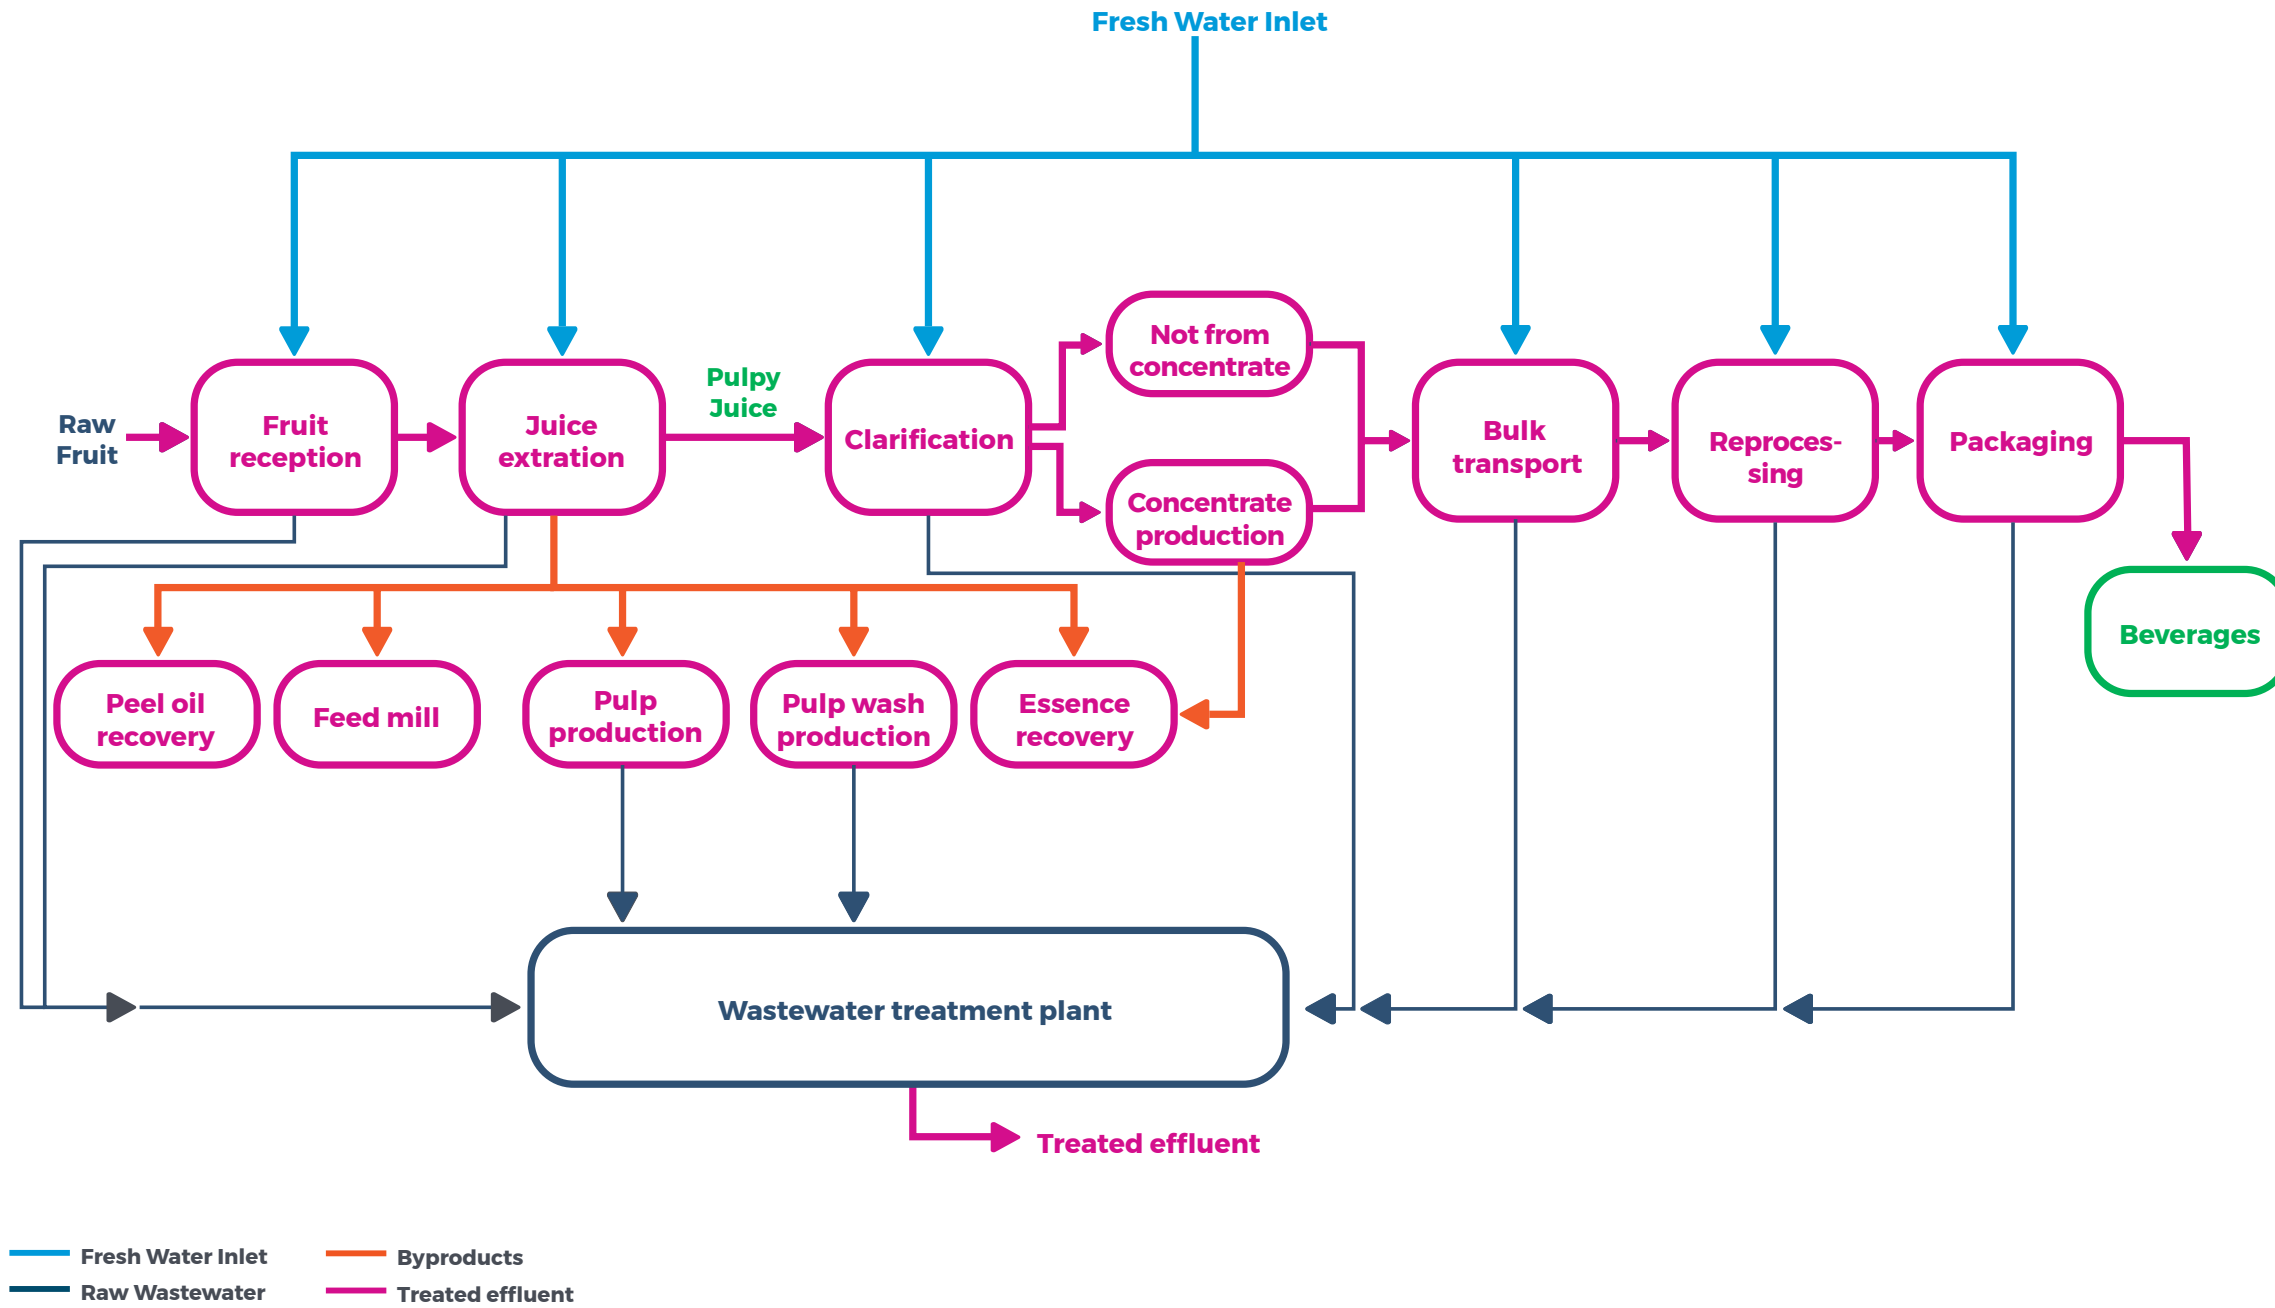 Fresh Water Inlet
Raw
Fruit
Fruit
reception
Juice
extration
Pulpy
Juice
Clarification
Not from
concentrate
Concentrate
production
Bulk
transport
Reproces-
sing
Packaging
Beverages
Peel oil
recovery
Feed mill
Pulp
production
Pulp wash
production
Essence
recovery
Wastewater treatment plant
Treated effluent
Fresh Water Inlet
Raw Wastewater
Byproducts
Treated effluent